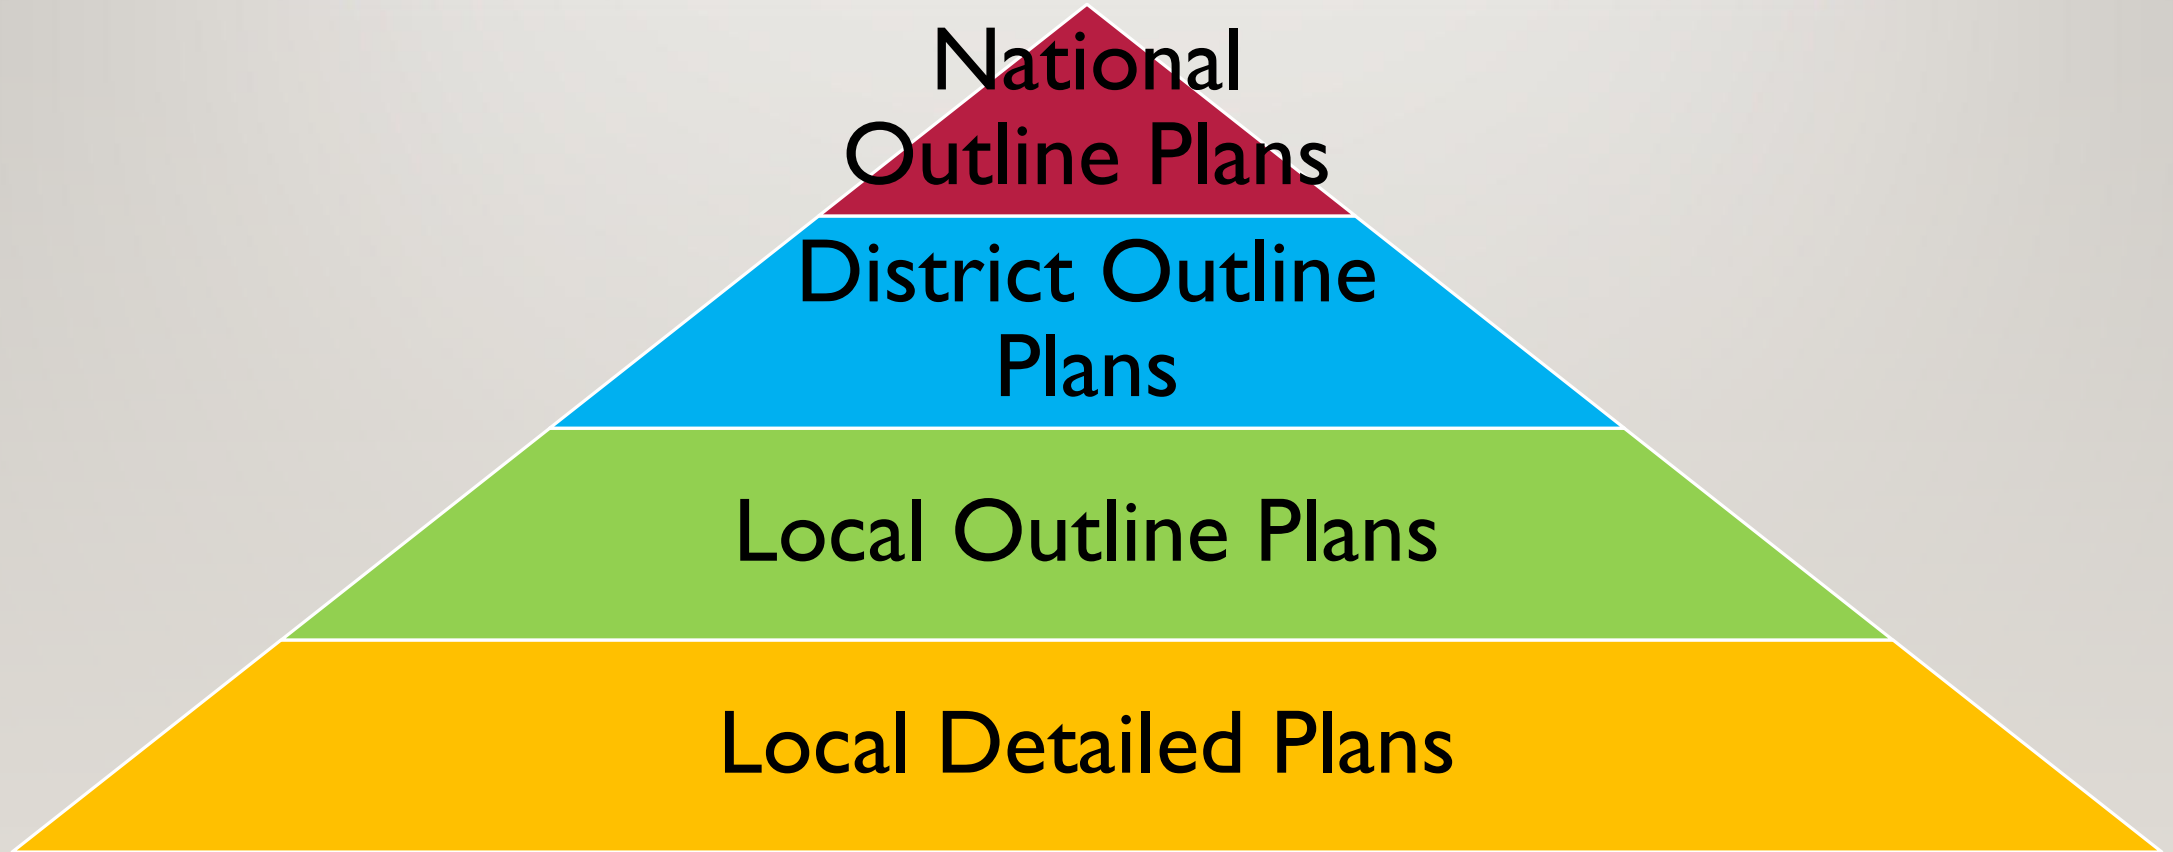 National
Outline Plans
District Outline
Plans
Local Outline Plans
Local Detailed Plans